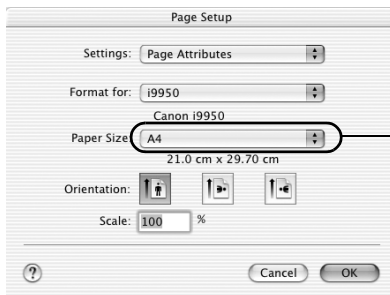 Page Setup
Settings: Page Attributes
Format for: i9950
Canon i9950
Paper Size: A4
21.0 cm x 29.70 cm
Orientation:
Scale: 100 %
? Cancel OK